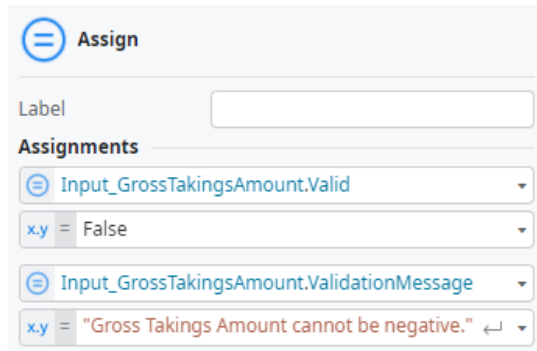 Assign
Label
Assignments
Input_GrossTakingsAmount.Valid
x.y = False
Input_GrossTakingsAmount.ValidationMessage
x.y = "Gross Takings Amount cannot be negative."